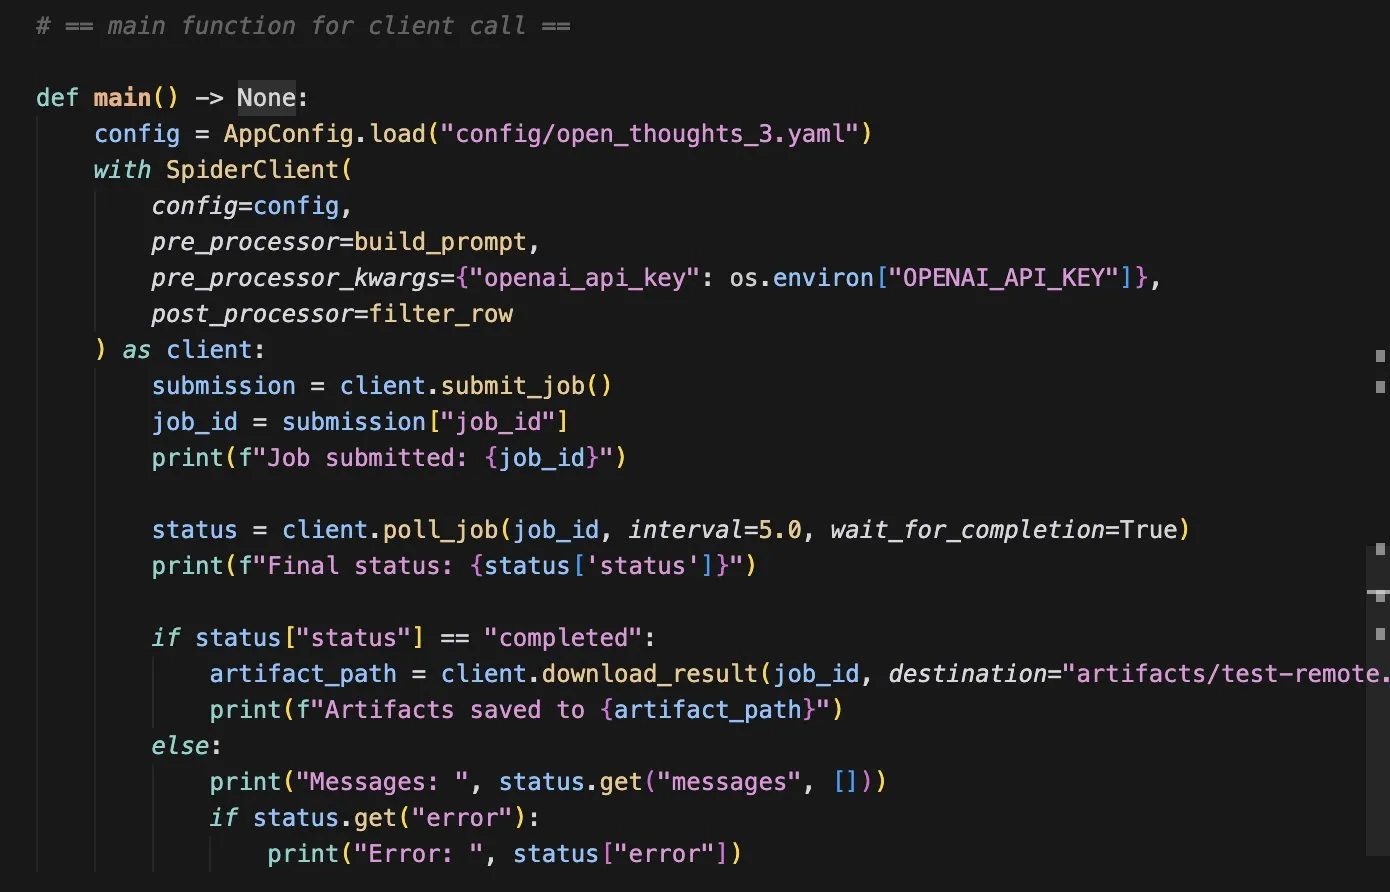 # == main function for client call ==
def main() -> None:
    config = AppConfig.load("config/open_thoughts_3.yaml")
    with SpiderClient(
        config=config,
        pre_processor=build_prompt,
        pre_processor_kwargs={"openai_api_key": os.environ["OPENAI_API_KEY"]},
        post_processor=filter_row
    ) as client:
        submission = client.submit_job()
        job_id = submission["job_id"]
        print(f"Job submitted: {job_id}")
        status = client.poll_job(job_id, interval=5.0, wait_for_completion=True)
        print(f"Final status: {status['status']}")
        if status["status"] == "completed":
            artifact_path = client.download_result(job_id, destination="artifacts/test-remote.
            print(f"Artifacts saved to {artifact_path}")
        else:
            print("Messages: ", status.get("messages", []))
            if status.get("error"):
                print("Error: ", status["error"])